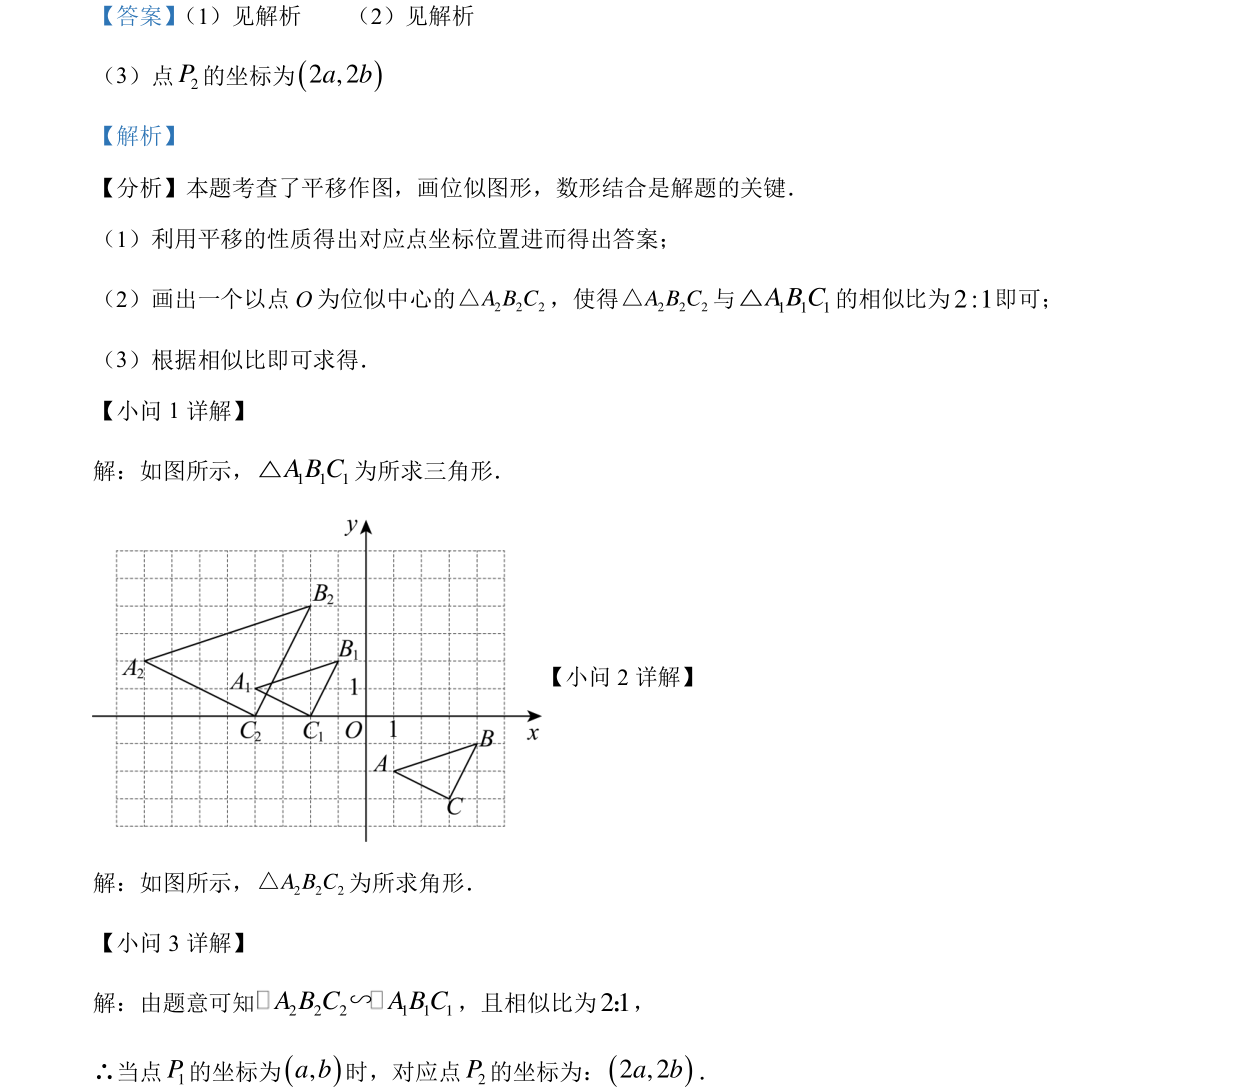 【答案】（1）见解析 （2）见解析
（3）点P₂的坐标为(2a, 2b)
【解析】
【分析】本题考查了平移作图，画位似图形，数形结合是解题的关键．
（1）利用平移的性质得出对应点坐标位置进而得出答案；
（2）画出一个以点O为位似中心的△A₂B₂C₂，使得△A₂B₂C₂与△A₁B₁C₁的相似比为2:1即可；
（3）根据相似比即可求得．
【小问1详解】
解：如图所示，△A₁B₁C₁为所求三角形．
y
B₂
B₁
A₂
A₁
1
【小问2详解】
C₂ C₁ O 1 x
B
A
C
解：如图所示，△A₂B₂C₂为所求角形．
【小问3详解】
解：由题意可知□A₂B₂C₂∽□A₁B₁C₁，且相似比为2:1，
∴当点P₁的坐标为(a,b)时，对应点P₂的坐标为：(2a, 2b)．